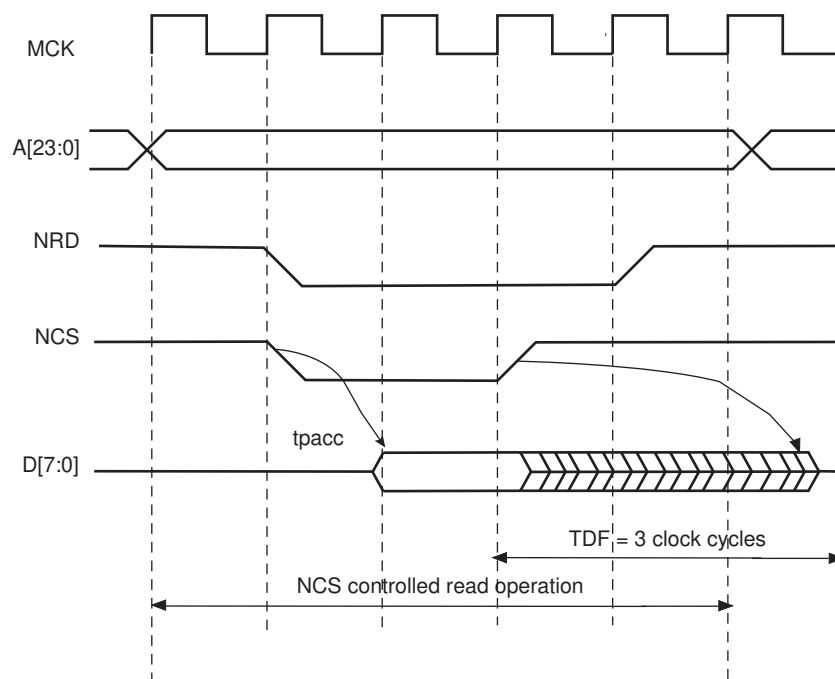 MCK
A[23:0]
NRD
NCS
tpacc
D[7:0]
TDF = 3 clock cycles
NCS controlled read operation